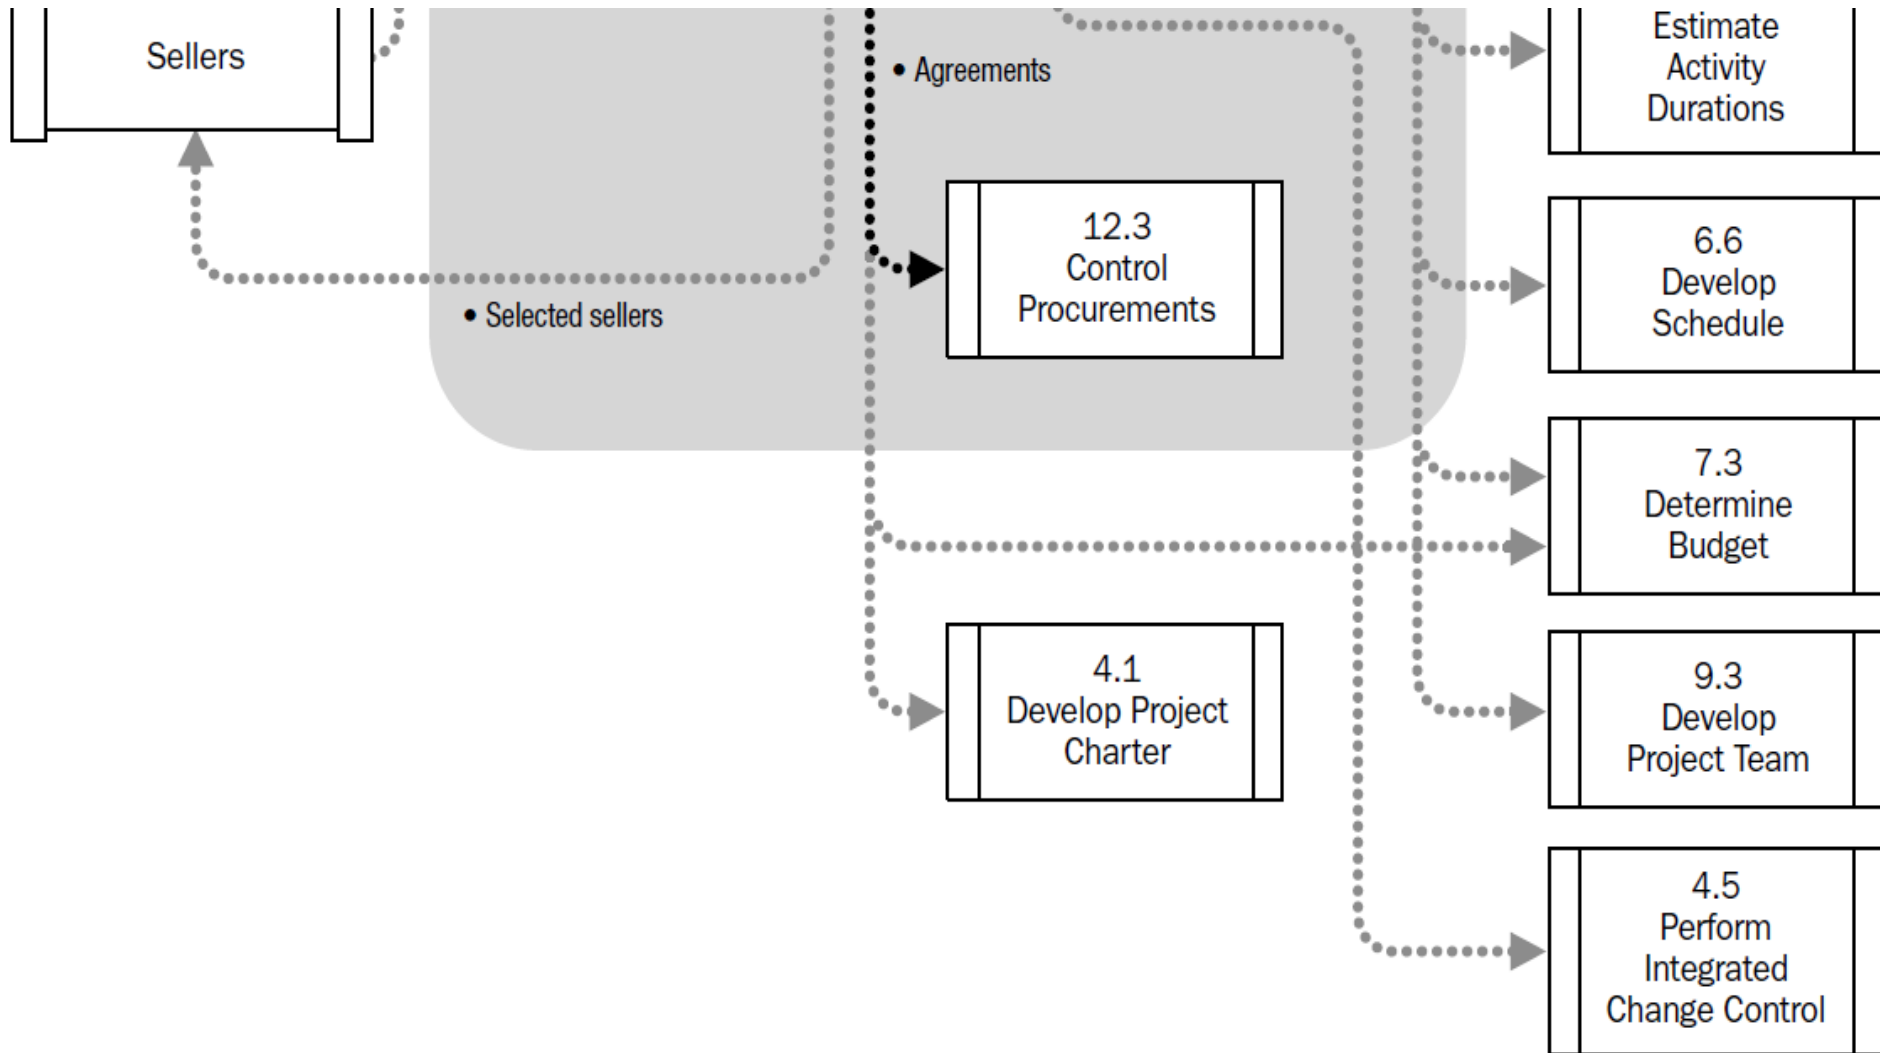 Sellers
• Agreements
• Selected sellers
12.3
Control
Procurements
4.1
Develop Project
Charter
Estimate
Activity
Durations
6.6
Develop
Schedule
7.3
Determine
Budget
9.3
Develop
Project Team
4.5
Perform
Integrated
Change Control